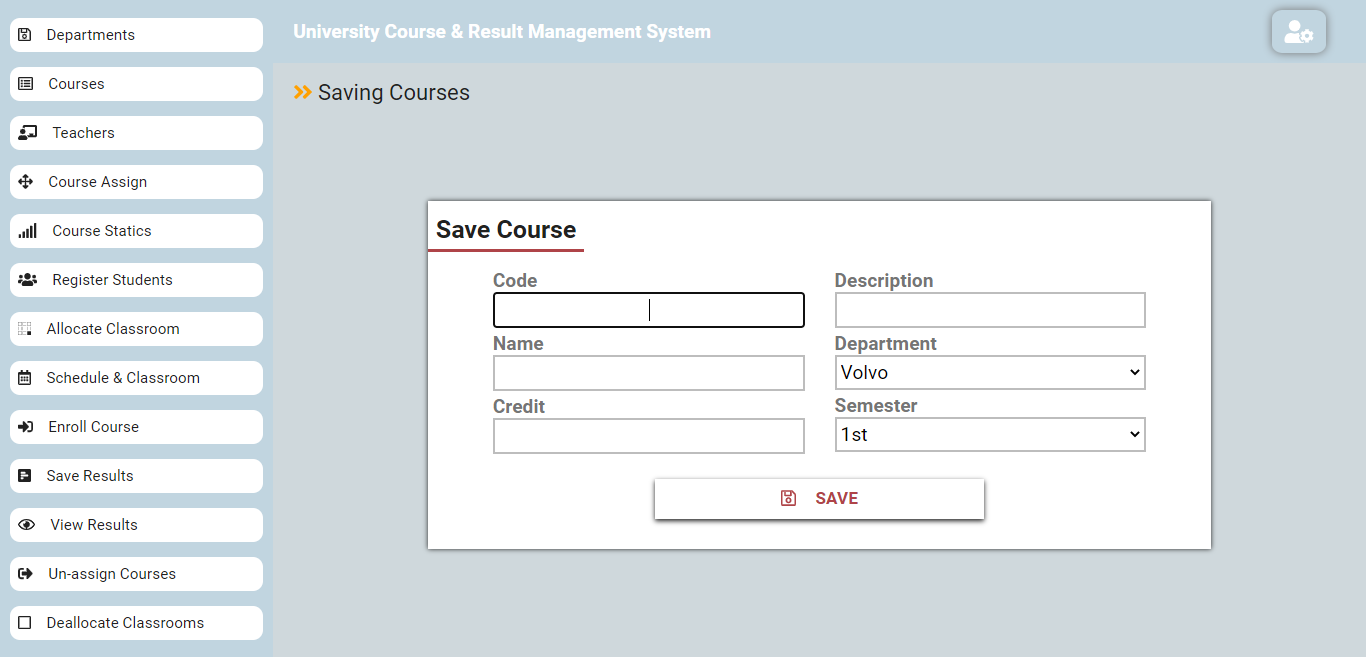 Departments
Courses
Teachers
Course Assign
Course Statics
Register Students
Allocate Classroom
Schedule & Classroom
Enroll Course
Save Results
View Results
Un-assign Courses
Deallocate Classrooms
University Course & Result Management System
Saving Courses
Save Course
Code
Description
Name
Department
Volvo
Credit
Semester
1st
SAVE